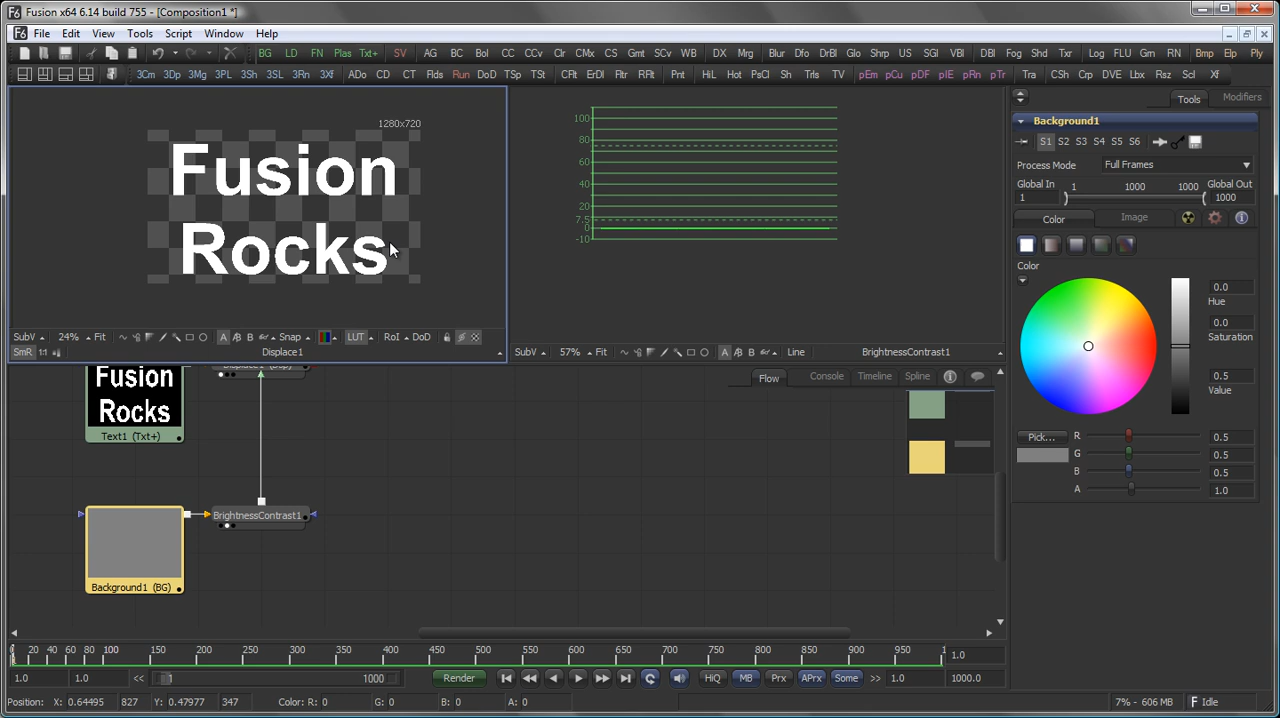 Fusion x64 6.14 build 755 - [Composition1 *]
File Edit View Tools Script Window Help
BG LD FN Plas Txt+ SV AG BC Bol CC CCv Clr CMx CS Gmt SCv WB DX Mrg Blur Dfo DrBl Glo Shrp US SGl VBl DBl Fog Shd Txr Log FLU Gm RN Bmp Elp Ply
3Cm 3Dp 3Mg 3PL 3Sh 3SL 3Rn 3Xf ADo CD CT Flds Run DoD TSp TSt CFlt ErDl Fltr RFlt Pnt HiL Hot PsCl Sh Trls TV pEm pCu pDF pIE pRn pTr Tra CSh Crp DVE Lbx Rsz Scl Xf
1280x720
Fusion
Rocks
100
80
60
40
20
7.5
0
-10
SubV 24% Fit A B Snap LUT RoI DoD
SmR 1:1 Displace1
SubV 57% Fit A B Line BrightnessContrast1
Tools Modifiers
Background1
S1 S2 S3 S4 S5 S6
Process Mode Full Frames
Global In 1 1000 1000 Global Out
1 1000
Color Image
Color
0.0
Hue
0.0
Saturation
0.5
Value
Pick... R 0.5
G 0.5
B 0.5
A 1.0
Flow Console Timeline Spline
Fusion
Rocks
Text1 (Txt+)
BrightnessContrast1
Background1 (BG)
0 20 40 60 80 100 150 200 250 300 350 400 450 500 550 600 650 700 750 800 850 900 950 1 1.0
1.0 1.0 << 1 1000 Render HiQ MB Prx APrx Some >> 1.0 1000.0
Position: X: 0.64495 827 Y: 0.47977 347 Color: R: 0 G: 0 B: 0 A: 0 7% - 606 MB Idle